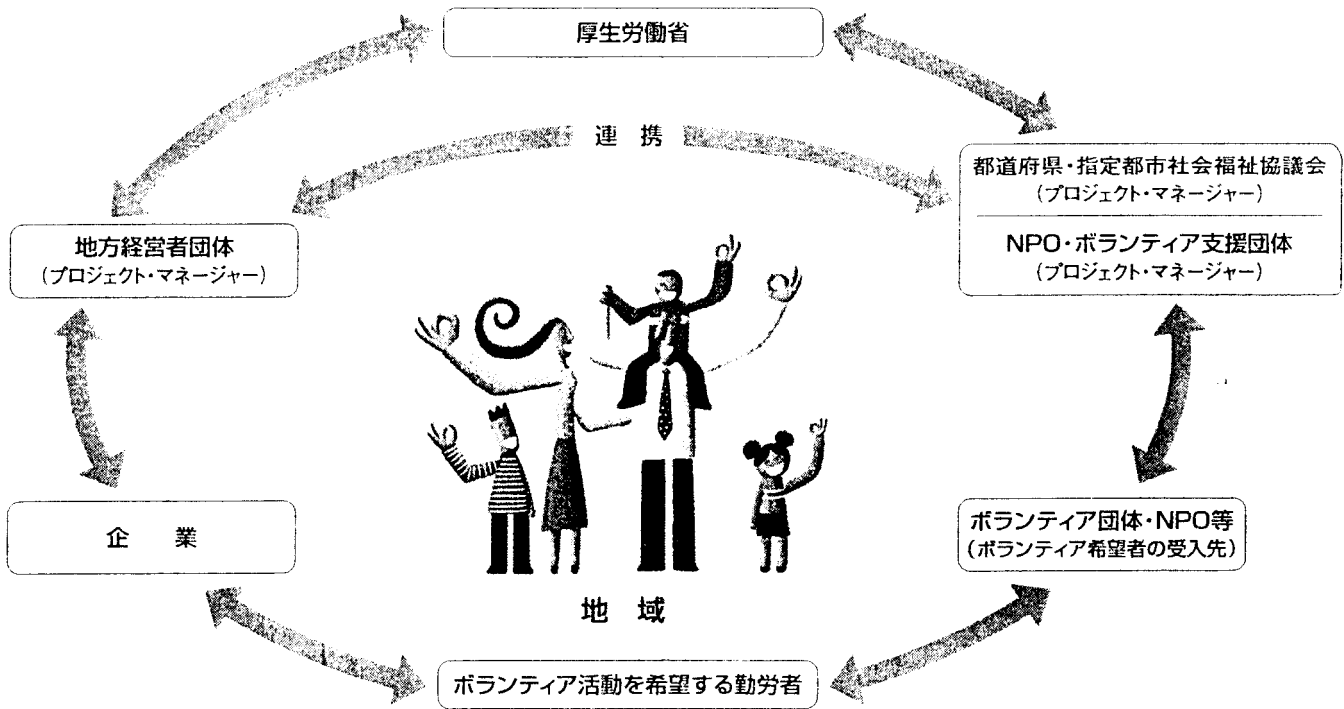 厚生労働省
連 携
都道府県・指定都市社会福祉協議会
(プロジェクト・マネージャー)
NPO・ボランティア支援団体
(プロジェクト・マネージャー)
地方経営者団体
(プロジェクト・マネージャー)
企 業
ボランティア団体・NPO等
(ボランティア希望者の受入先)
地 域
ボランティア活動を希望する勤労者